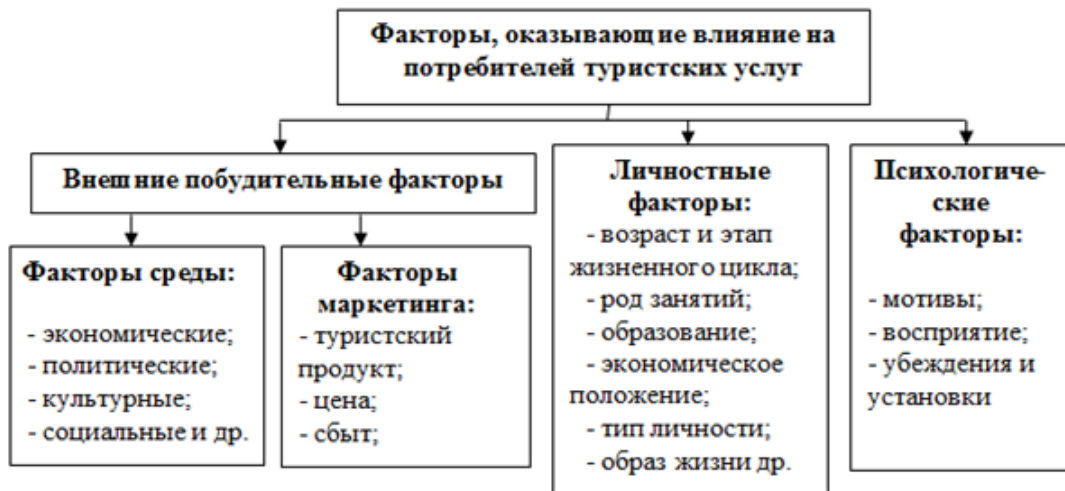 Факторы, оказывающие влияние на
потребителей туристских услуг
Внешние побудительные факторы
Факторы среды:
- экономические;
- политические;
- культурные;
- социальные и др.
Факторы
маркетинга:
- туристский
продукт;
- цена;
- сбыт;
Личностные
факторы:
- возраст и этап
жизненного цикла;
- род занятий;
- образование;
- экономическое
положение;
- тип личности;
- образ жизни др.
Психологиче-
ские
факторы:
- мотивы;
- восприятие;
- убеждения и
установки